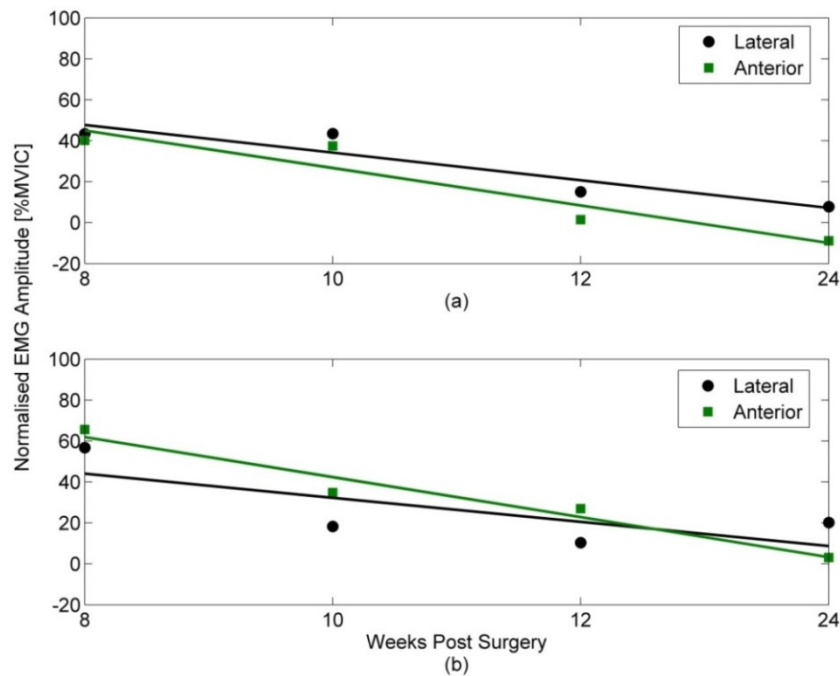 Normalised EMG Amplitude [%MVIC]
100
80
60
40
20
0
-20
Lateral
Anterior
8 10 12 24
(a)
100
80
60
40
20
0
-20
Lateral
Anterior
8 10 12 24
Weeks Post Surgery
(b)